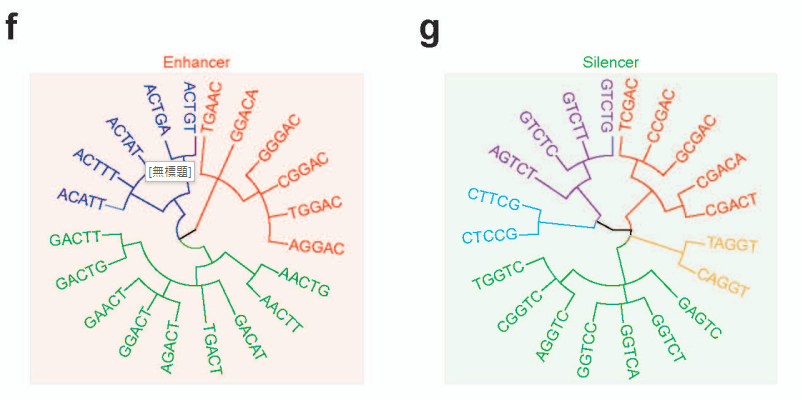 f
g
Enhancer
Silencer
ACATT
ACTTT
ACTAT
ACTGA
ACTGT
TGAAC
GGACA
GGGAC
CGGAC
TGGAC
AGGAC
AACTG
AACTT
GACAT
TGACT
AGACT
GGACT
GAACT
GACTG
GACTT
[無標題]
CTCCG
CTTCG
AGTCT
GTCTC
GTCTT
GTCTG
TCGAC
CCGAC
GCGAC
CGACA
CGACT
TAGGT
CAGGT
GAGTC
GGTCT
GGTCA
GGTCC
AGGTC
CGGTC
TGGTC